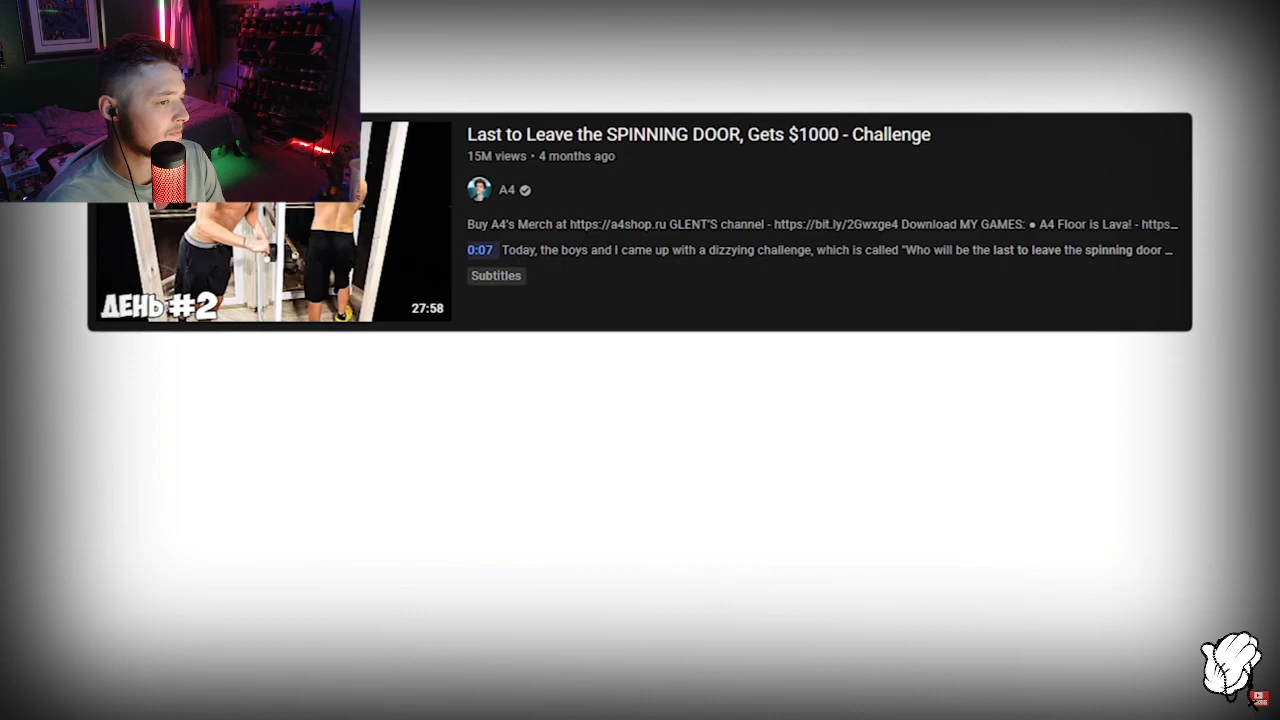 Last to Leave the SPINNING DOOR, Gets $1000 - Challenge
15M views • 4 months ago
A4
Buy A4's Merch at https://a4shop.ru GLENT'S channel - https://bit.ly/2Gwxge4 Download MY GAMES: ● A4 Floor is Lava! - https...
0:07 Today, the boys and I came up with a dizzying challenge, which is called "Who will be the last to leave the spinning door ...
Subtitles
ДЕНЬ #2
27:58